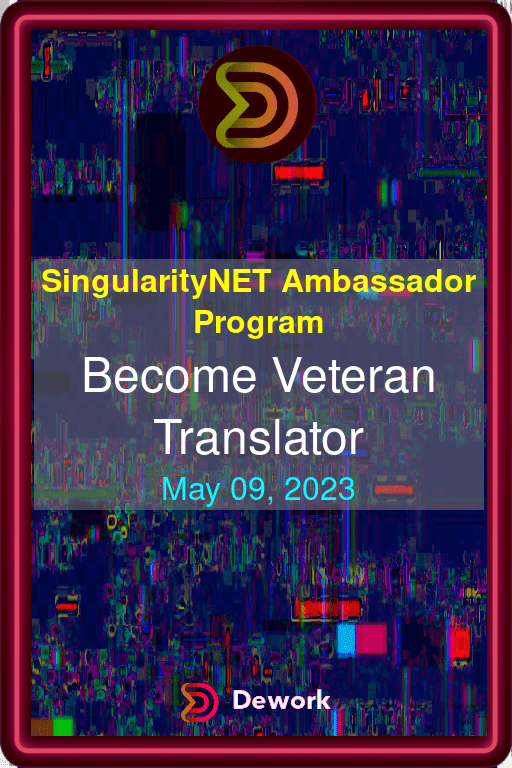 SingularityNET Ambassador
Program
Become Veteran
Translator
May 09, 2023
Dework